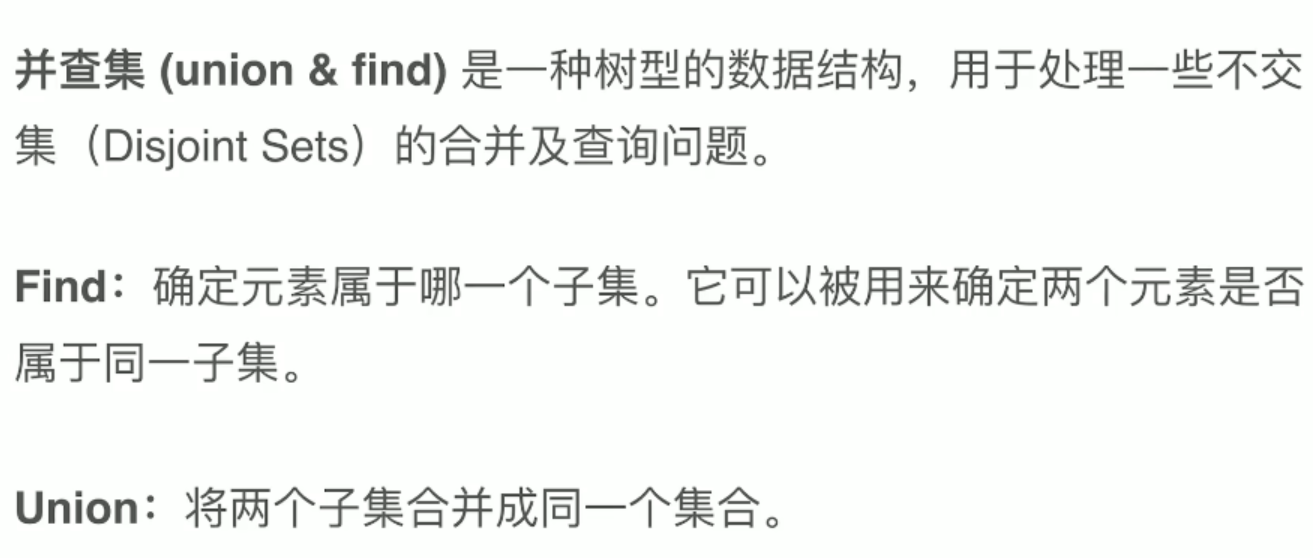 并查集 (union & find) 是一种树型的数据结构，用于处理一些不交
集（Disjoint Sets）的合并及查询问题。
Find：确定元素属于哪一个子集。它可以被用来确定两个元素是否
属于同一子集。
Union：将两个子集合并成同一个集合。